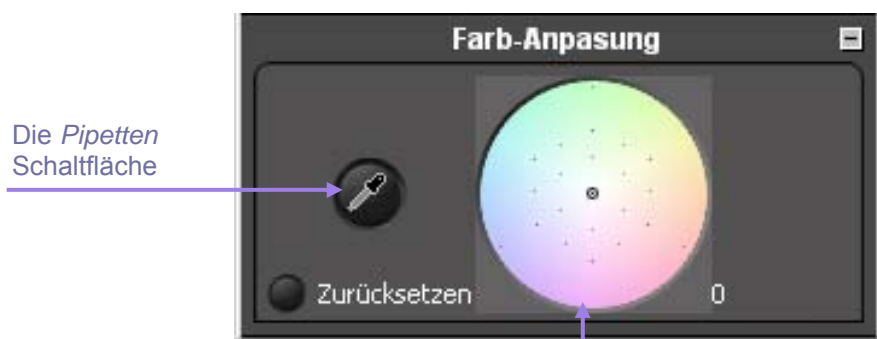 Farb-Anpasung
Die Pipetten
Schaltfläche
Zurücksetzen
0